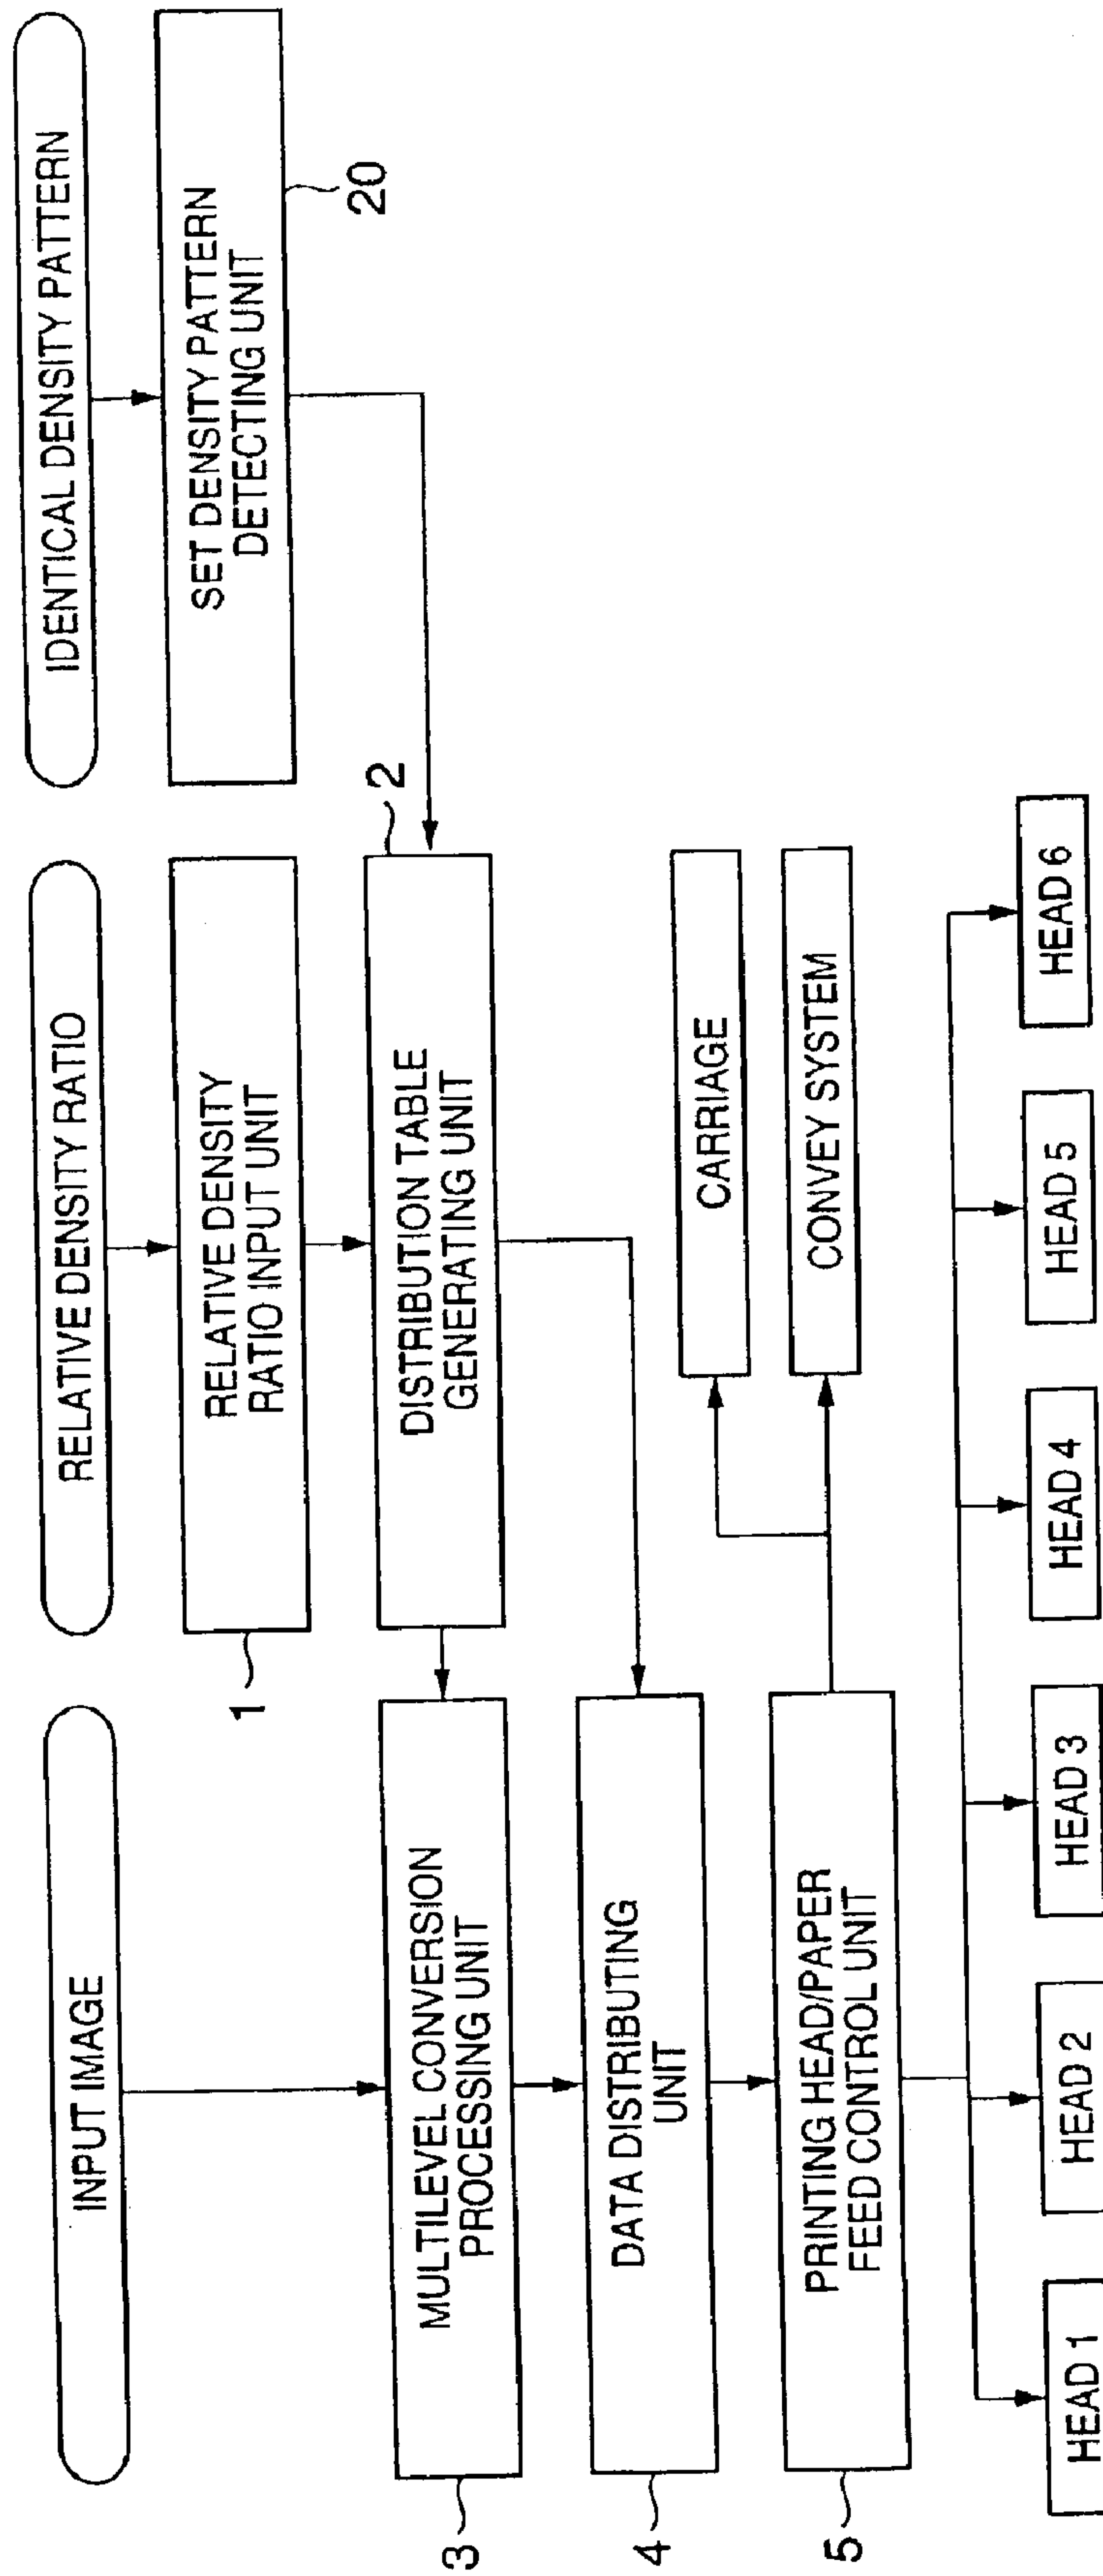 INPUT IMAGE
RELATIVE DENSITY RATIO
IDENTICAL DENSITY PATTERN
1
RELATIVE DENSITY
RATIO INPUT UNIT
SET DENSITY PATTERN
DETECTING UNIT
20
2
DISTRIBUTION TABLE
GENERATING UNIT
3
MULTILEVEL CONVERSION
PROCESSING UNIT
4
DATA DISTRIBUTING
UNIT
CARRIAGE
CONVEY SYSTEM
5
PRINTING HEAD/PAPER
FEED CONTROL UNIT
HEAD 1
HEAD 2
HEAD 3
HEAD 4
HEAD 5
HEAD 6